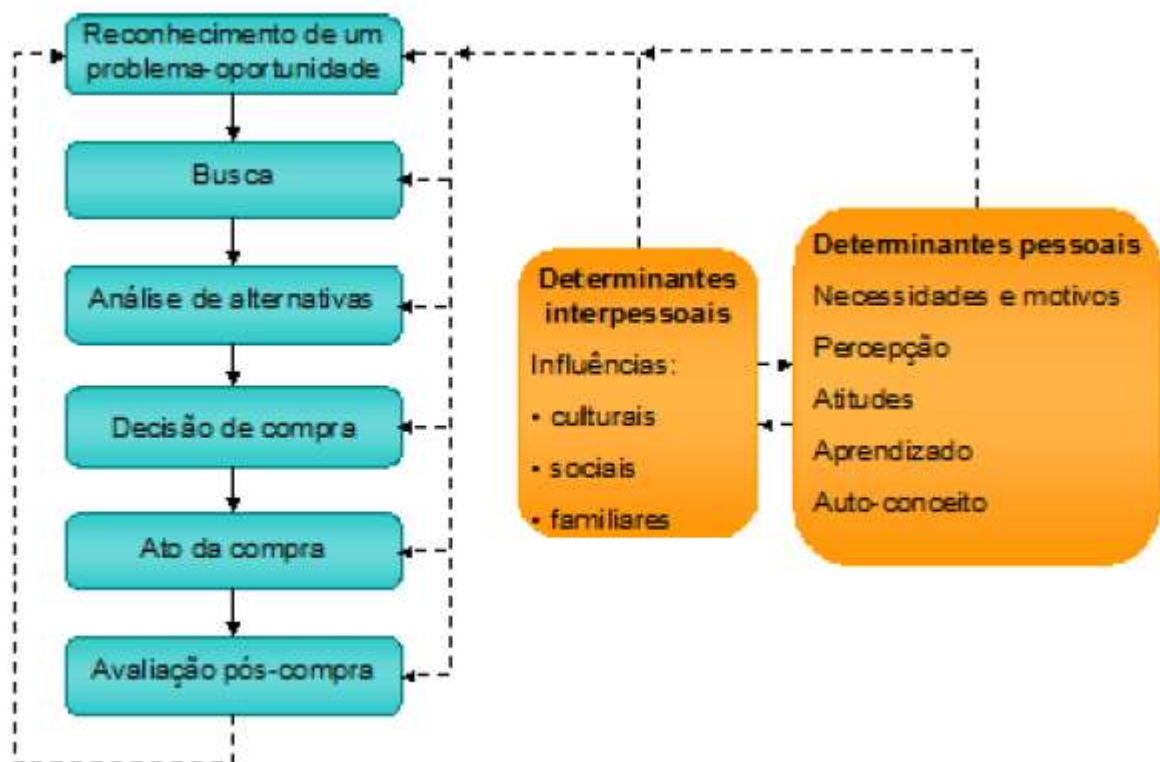 Reconhecimento de um
problema-oportunidade
Busca
Análise de alternativas
Decisão de compra
Ato da compra
Avaliação pós-compra
Determinantes
interpessoais
Influências:
• culturais
• sociais
• familiares
Determinantes pessoais
Necessidades e motivos
Percepção
Atitudes
Aprendizado
Auto-conceito